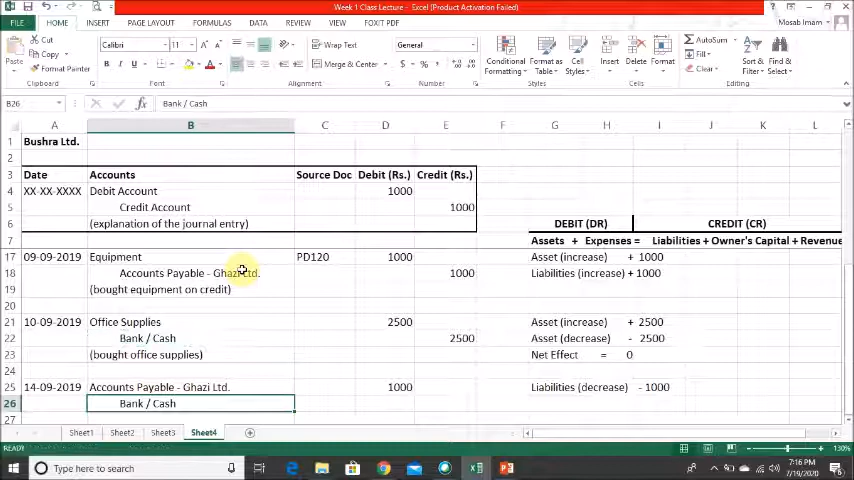 Week 1 Class Lecture - Excel (Product Activation Failed)
FILE HOME INSERT PAGE LAYOUT FORMULAS DATA REVIEW VIEW FOXIT PDF Mosab Imam
Cut
Copy
Format Painter
Paste
Clipboard
Calibri 11
B I U
Font
Wrap Text
Merge & Center
Alignment
General
$ % ,
Number
Conditional Formatting Format as Table Cell Styles
Styles
Insert Delete Format
Cells
AutoSum
Fill
Clear
Sort & Filter Find & Select
Editing
B26 fx Bank / Cash
A B C D E F G H I J K L
1 Bushra Ltd.
2
3 Date Accounts Source Doc Debit (Rs.) Credit (Rs.)
4 XX-XX-XXXX Debit Account 1000
5 Credit Account 1000
6 (explanation of the journal entry) DEBIT (DR) CREDIT (CR)
7 Assets + Expenses = Liabilities + Owner's Capital + Revenue
17 09-09-2019 Equipment PD120 1000 Asset (increase) + 1000
18 Accounts Payable - Ghazi Ltd. 1000 Liabilities (increase) + 1000
19 (bought equipment on credit)
20
21 10-09-2019 Office Supplies 2500 Asset (increase) + 2500
22 Bank / Cash 2500 Asset (decrease) - 2500
23 (bought office supplies) Net Effect = 0
24
25 14-09-2019 Accounts Payable - Ghazi Ltd. 1000 Liabilities (decrease) - 1000
26 Bank / Cash
27
Sheet1 Sheet2 Sheet3 Sheet4
READY 130%
Type here to search
7:16 PM
7/19/2020